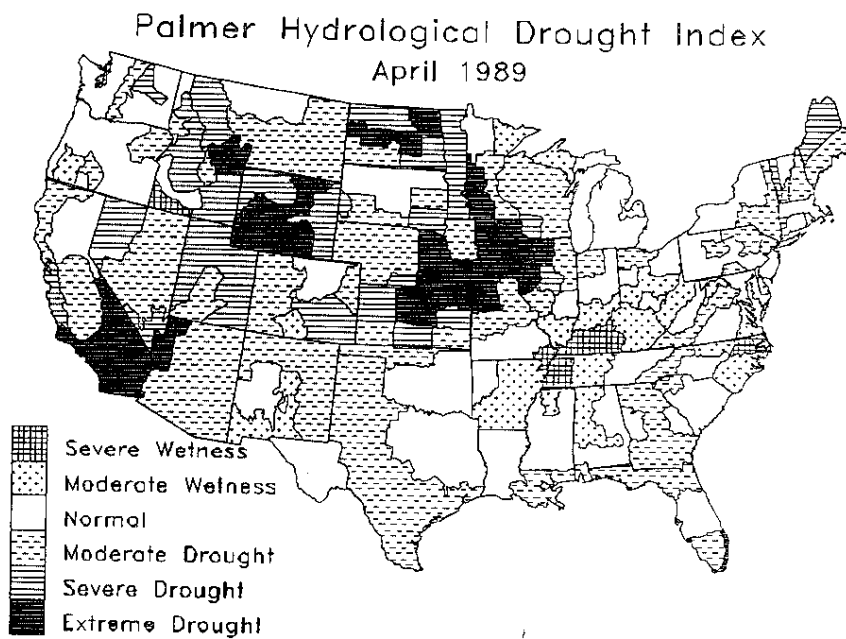 Palmer Hydrological Drought Index
April 1989
Severe Wetness
Moderate Wetness
Normal
Moderate Drought
Severe Drought
Extreme Drought